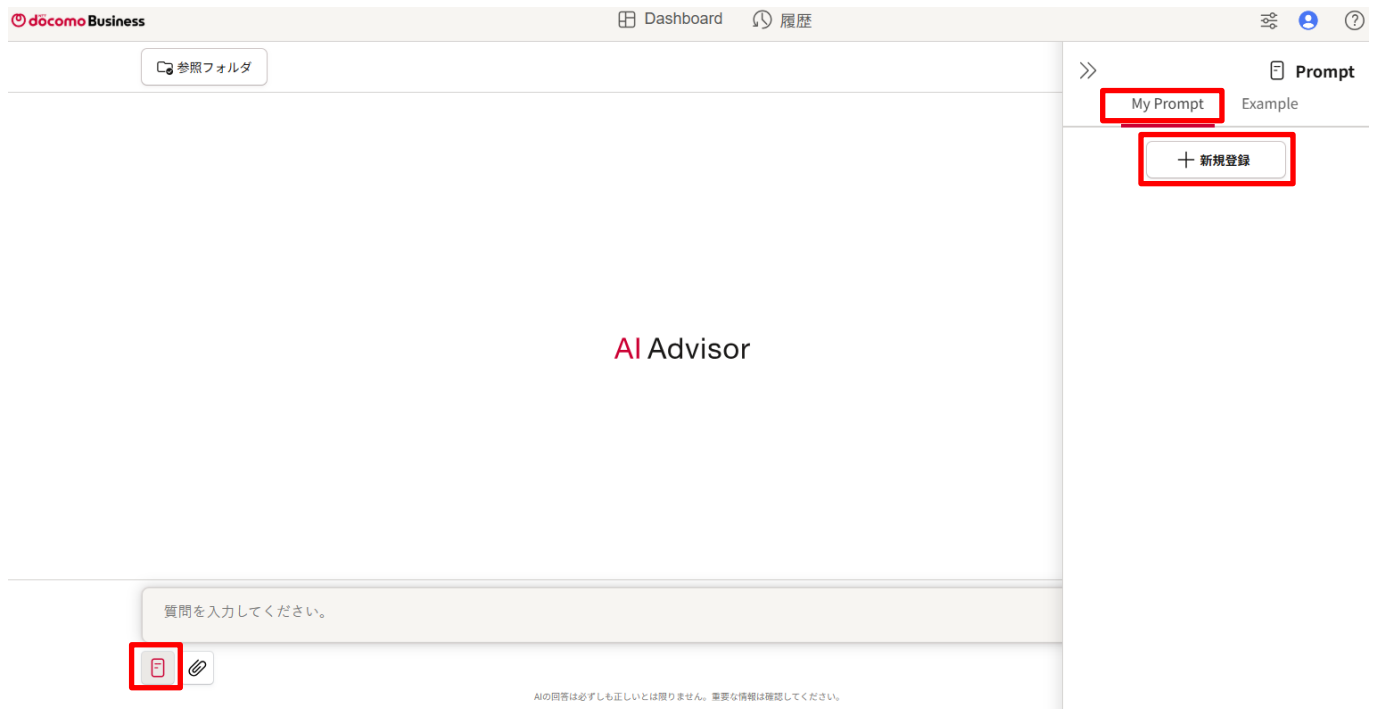 döcomo Business
Dashboard
履歴
参照フォルダ
Prompt
My Prompt
Example
新規登録
AI Advisor
質問を入力してください。
AIの回答は必ずしも正しいとは限りません。重要な情報は確認してください。